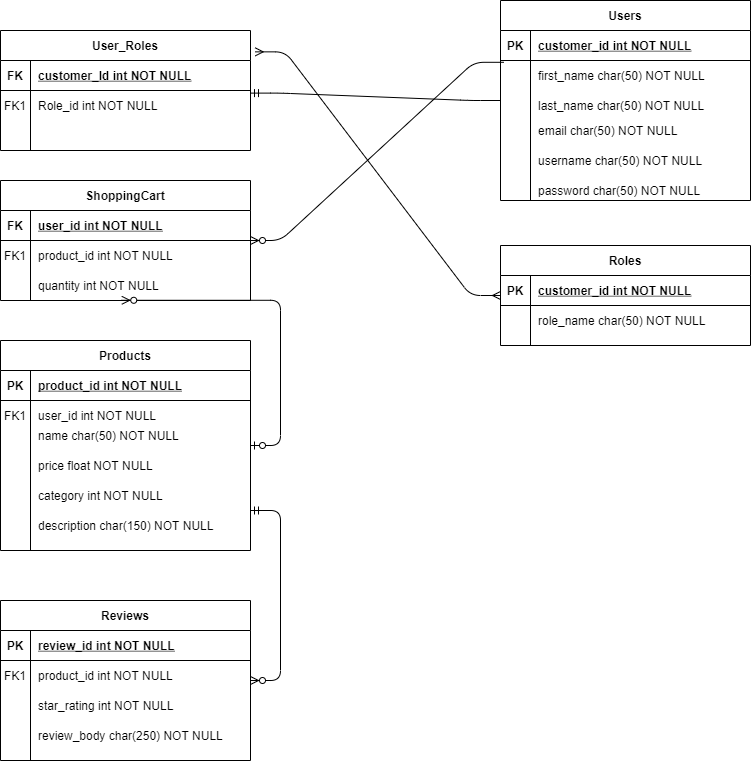 User_Roles
FK customer_Id int NOT NULL
FK1 Role_id int NOT NULL
ShoppingCart
FK user_id int NOT NULL
FK1 product_id int NOT NULL
quantity int NOT NULL
Products
PK product_id int NOT NULL
FK1 user_id int NOT NULL
name char(50) NOT NULL
price float NOT NULL
category int NOT NULL
description char(150) NOT NULL
Reviews
PK review_id int NOT NULL
FK1 product_id int NOT NULL
star_rating int NOT NULL
review_body char(250) NOT NULL
Users
PK customer_id int NOT NULL
first_name char(50) NOT NULL
last_name char(50) NOT NULL
email char(50) NOT NULL
username char(50) NOT NULL
password char(50) NOT NULL
Roles
PK customer_id int NOT NULL
role_name char(50) NOT NULL